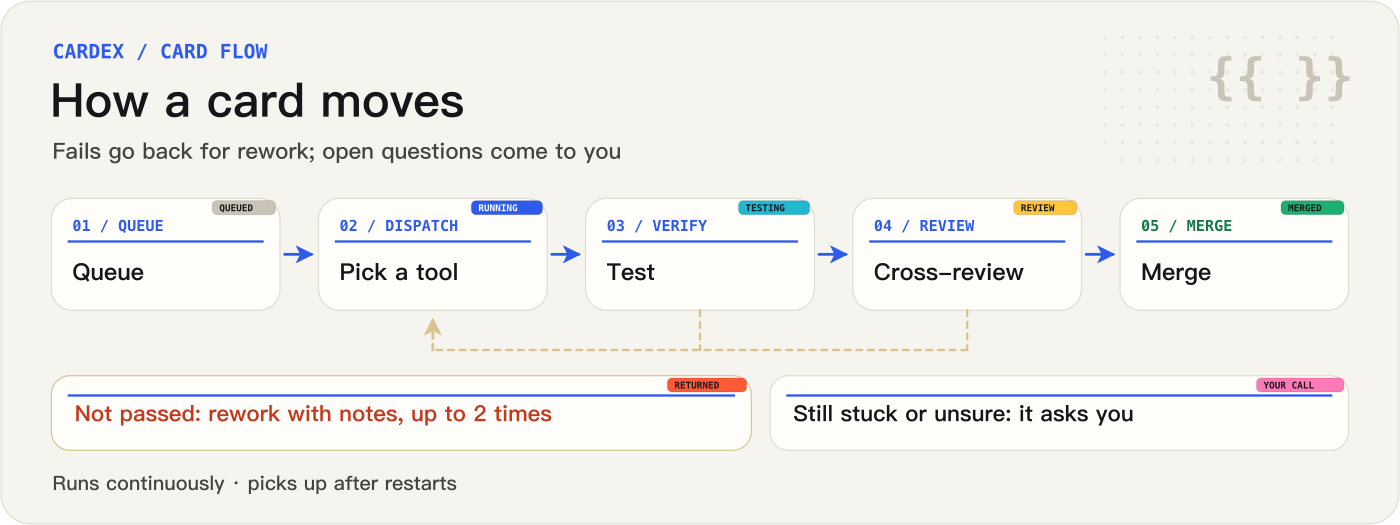 CARDEX / CARD FLOW
{{ }}
How a card moves
Fails go back for rework; open questions come to you
QUEUED
01 / QUEUE
Queue
RUNNING
02 / DISPATCH
Pick a tool
TESTING
03 / VERIFY
Test
REVIEW
04 / REVIEW
Cross-review
MERGED
05 / MERGE
Merge
RETURNED
Not passed: rework with notes, up to 2 times
YOUR CALL
Still stuck or unsure: it asks you
Runs continuously · picks up after restarts